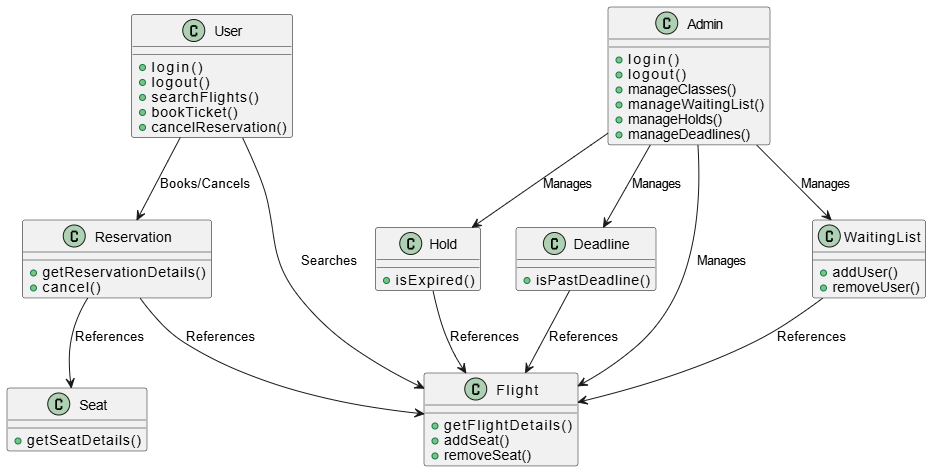 C User
login()
logout()
searchFlights()
bookTicket()
cancelReservation()
C Admin
login()
logout()
manageClasses()
manageWaitingList()
manageHolds()
manageDeadlines()
Books/Cancels
Manages
Manages
Manages
C Reservation
getReservationDetails()
cancel()
Searches
C Hold
isExpired()
C Deadline
isPastDeadline()
Manages
C WaitingList
addUser()
removeUser()
References
References
References
References
References
C Seat
getSeatDetails()
C Flight
getFlightDetails()
addSeat()
removeSeat()